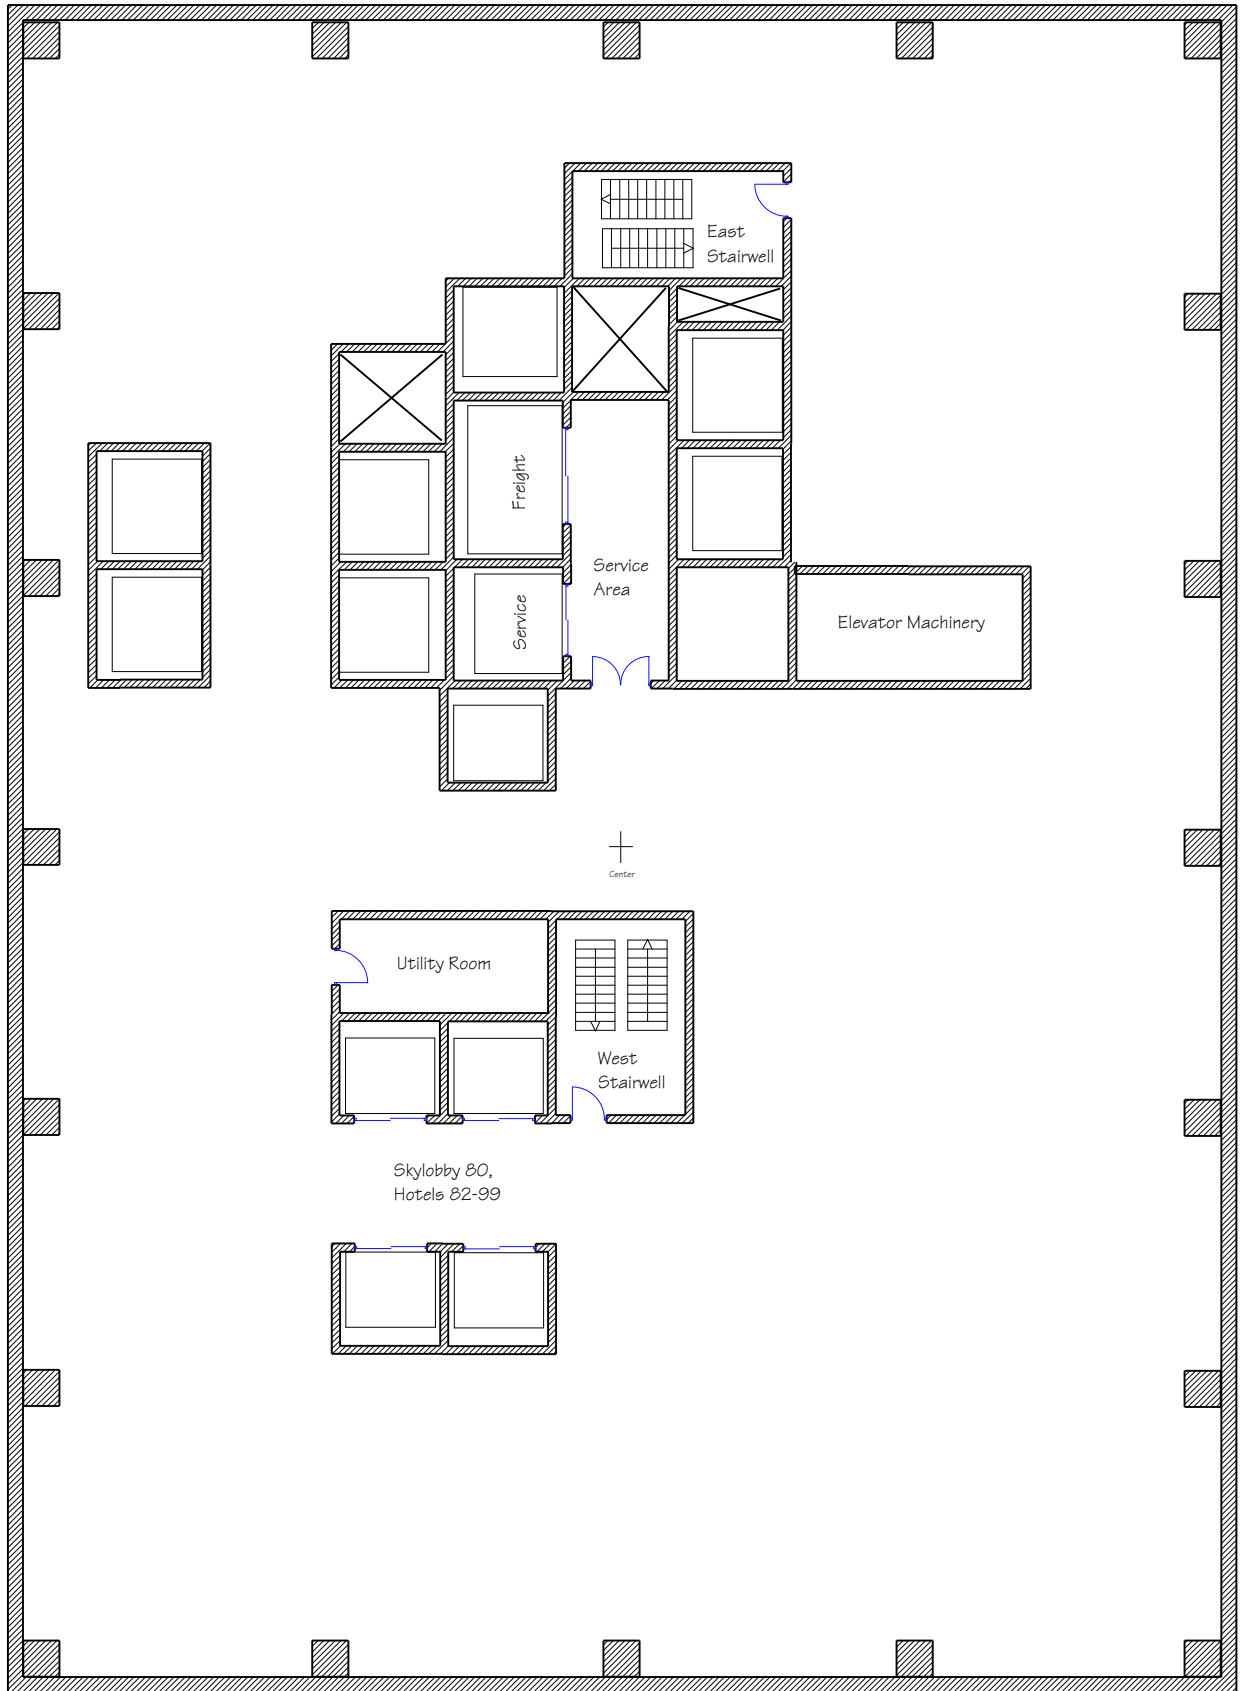 East
Stairwell
Freight
Service
Area
Service
Elevator Machinery
Center
Utility Room
West
Stairwell
Skylobby 80,
Hotels 82-99